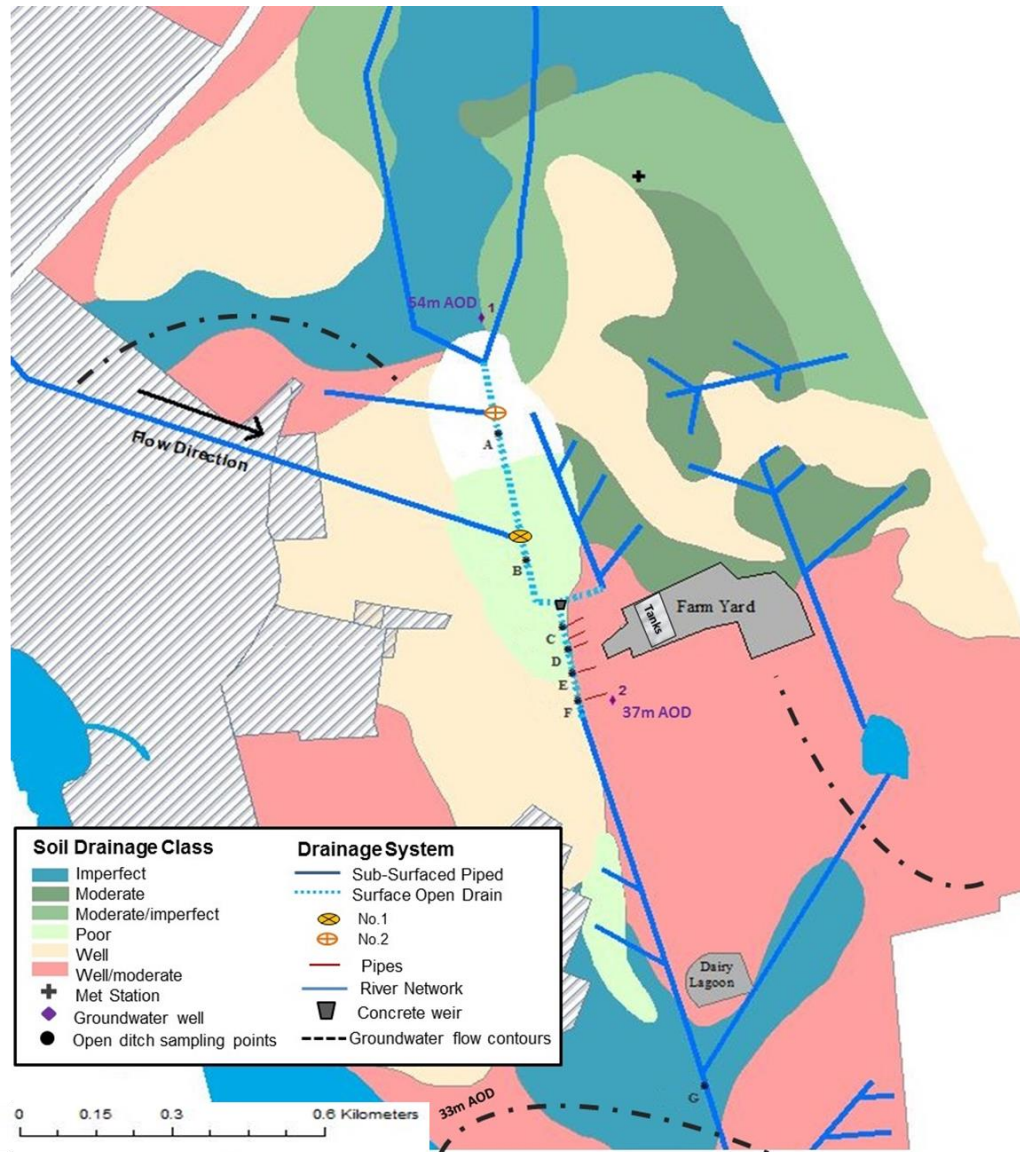 54m AOD
1
A
Flow Direction
B
Tanks
Farm Yard
C
D
E
2
F
37m AOD
Soil Drainage Class
Imperfect
Moderate
Moderate/imperfect
Poor
Well
Well/moderate
Met Station
Groundwater well
Open ditch sampling points
Drainage System
Sub-Surfaced Piped
Surface Open Drain
No.1
No.2
Pipes
River Network
Concrete weir
Groundwater flow contours
Dairy
Lagoon
G
33m AOD
0 0.15 0.3 0.6 Kilometers